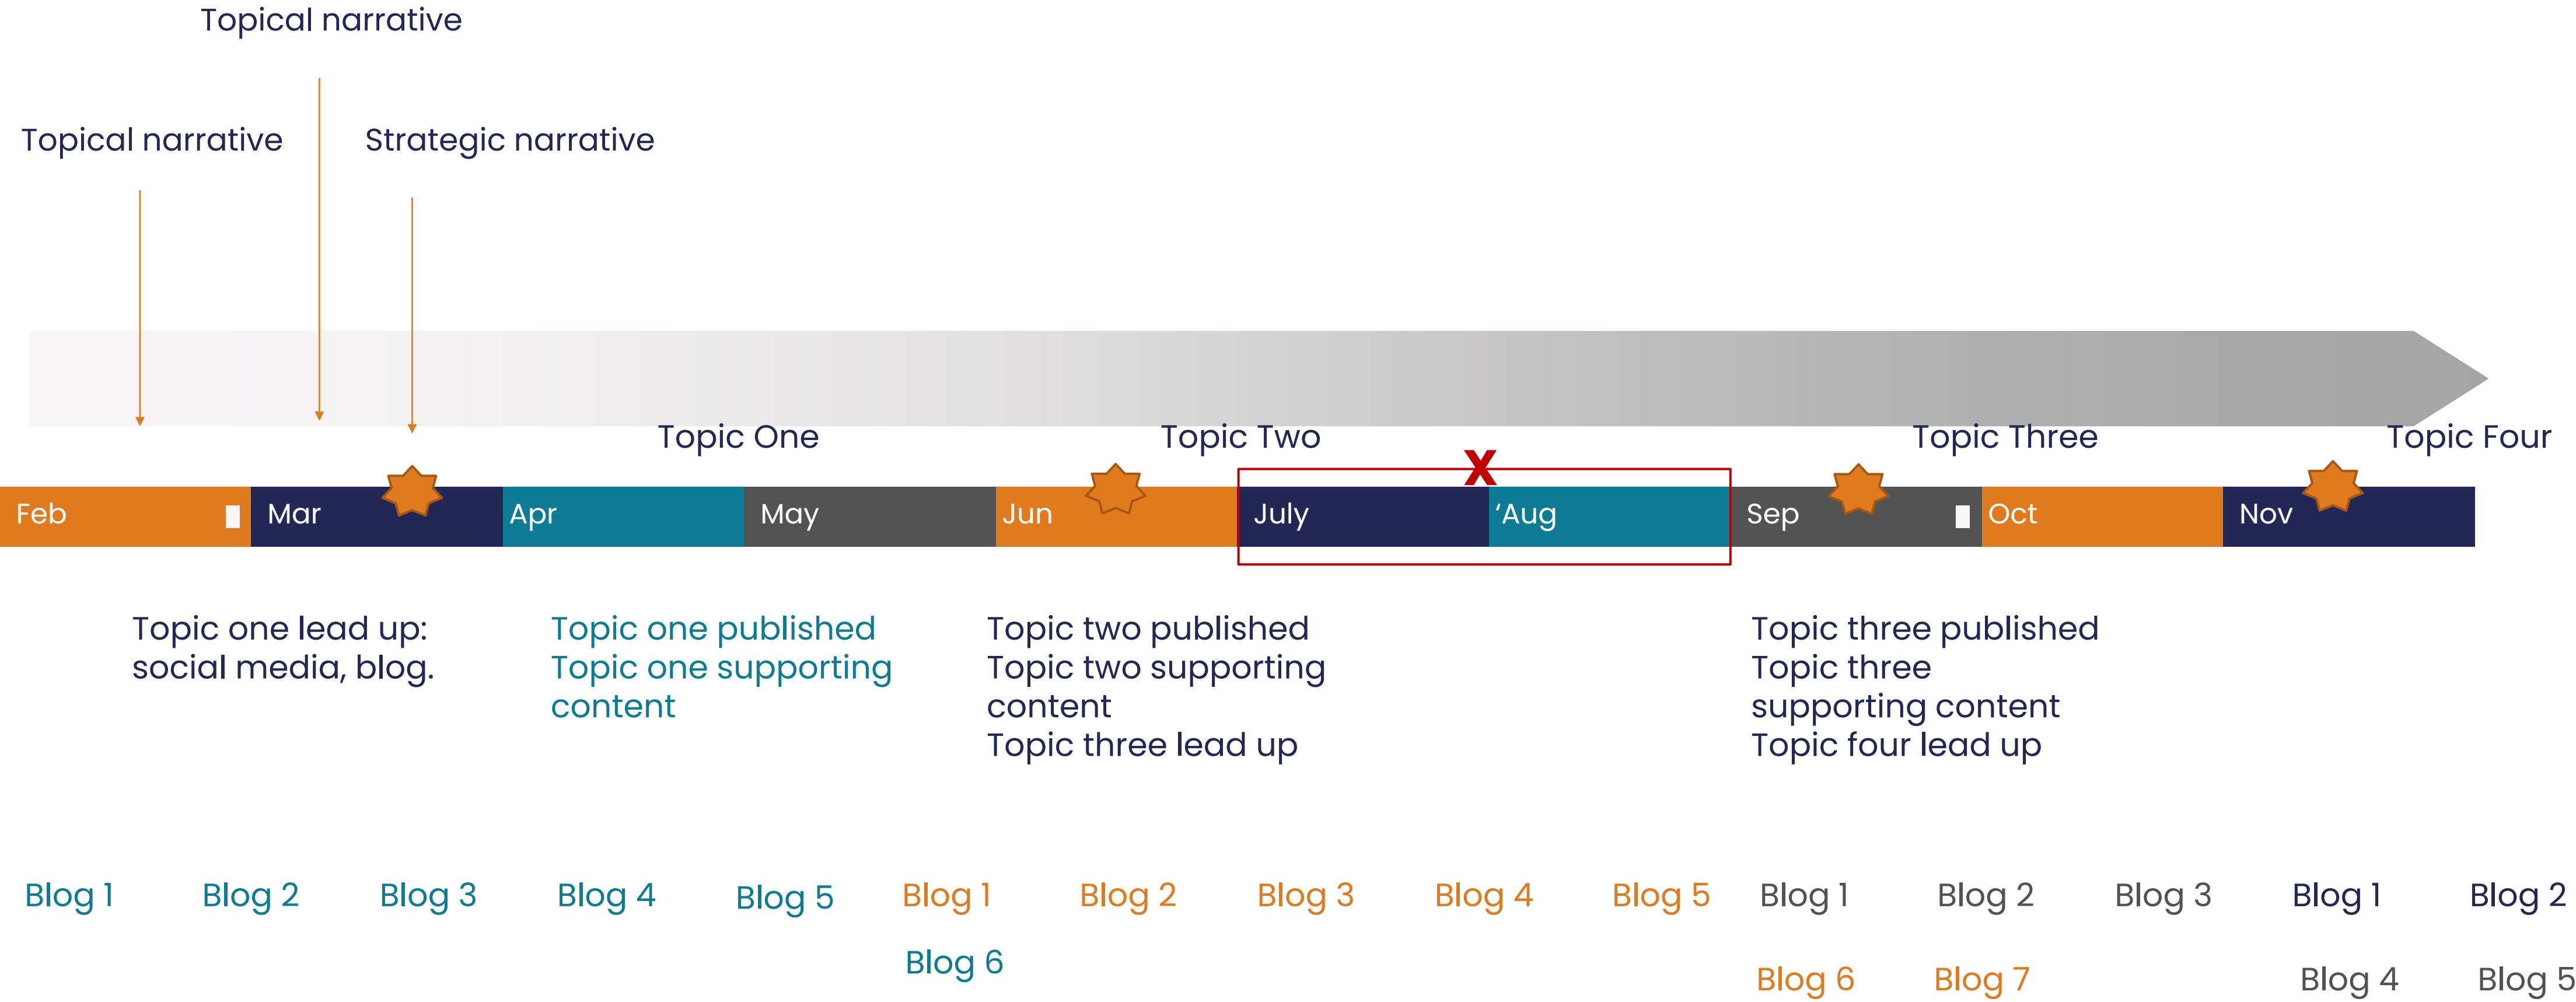 Topical narrative
Topical narrative
Strategic narrative
Topic One
Topic Two
Topic Three
Topic Four
X
Feb
Mar
Apr
May
Jun
July
‘Aug
Sep
Oct
Nov
Topic one lead up:
social media, blog.
Topic one published
Topic one supporting
content
Topic two published
Topic two supporting
content
Topic three lead up
Topic three published
Topic three
supporting content
Topic four lead up
Blog 1
Blog 2
Blog 3
Blog 4
Blog 5
Blog 1
Blog 2
Blog 3
Blog 4
Blog 5
Blog 1
Blog 2
Blog 3
Blog 1
Blog 2
Blog 6
Blog 6
Blog 7
Blog 4
Blog 5